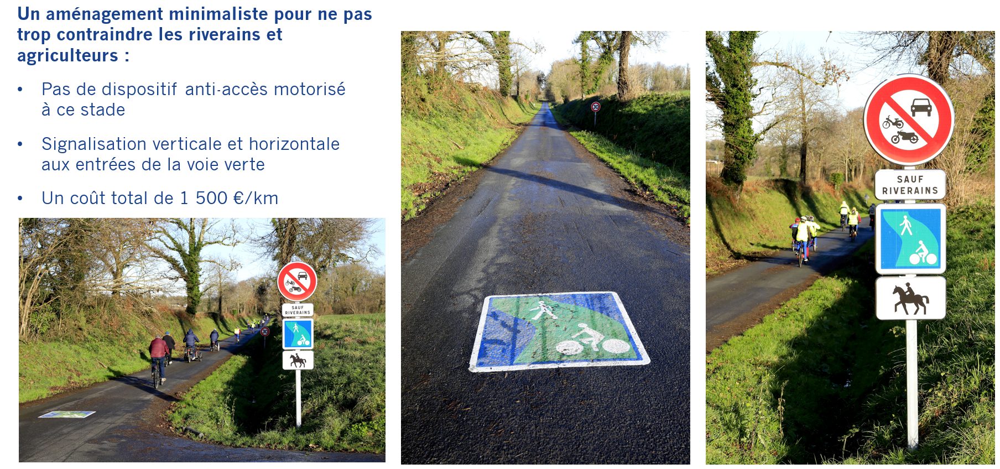 Un aménagement minimaliste pour ne pas
trop contraindre les riverains et
agriculteurs :
• Pas de dispositif anti-accès motorisé
à ce stade
• Signalisation verticale et horizontale
aux entrées de la voie verte
• Un coût total de 1 500 €/km
SAUF
RIVERAINS
30
30
SAUF
RIVERAINS